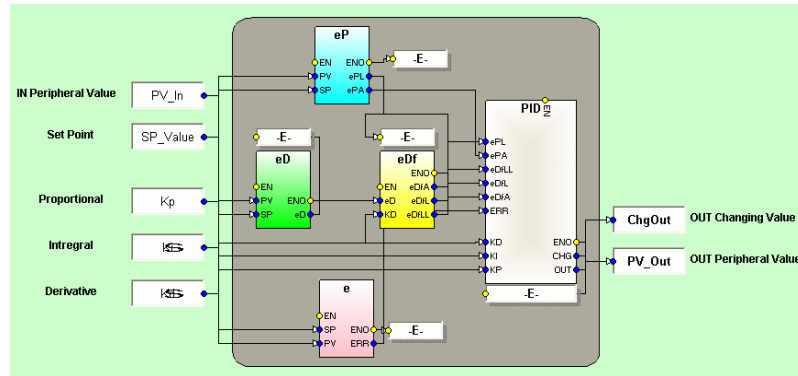 eP
EN ENO
PV ePL
SP ePA
-E-
IN Peripheral Value
PV_In
Set Point
SP_Value
Proportional
Kp
Intregral
Derivative
-E-
eD
EN
PV ENO
SP eD
-E-
eDf
ENO
EN eDfA
eD eDfL
KD eDfLL
e
EN
SP ENO
PV ERR
-E-
PID
EN
ePL
ePA
eDfLL
eDfL
eDfA
ERR
KD ENO
KI CHG
KP OUT
-E-
ChgOut
OUT Changing Value
PV_Out
OUT Peripheral Value